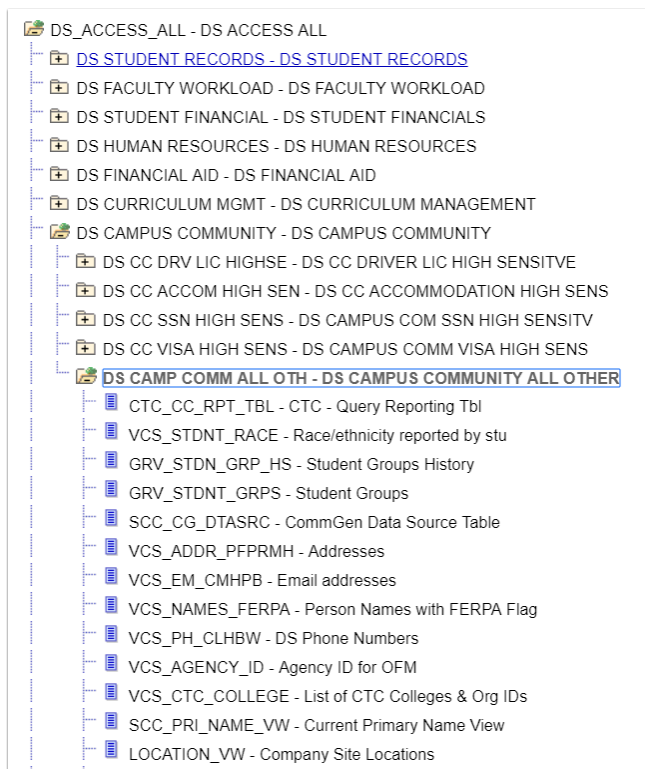 DS_ACCESS_ALL - DS ACCESS ALL
DS STUDENT RECORDS - DS STUDENT RECORDS
DS FACULTY WORKLOAD - DS FACULTY WORKLOAD
DS STUDENT FINANCIAL - DS STUDENT FINANCIALS
DS HUMAN RESOURCES - DS HUMAN RESOURCES
DS FINANCIAL AID - DS FINANCIAL AID
DS CURRICULUM MGMT - DS CURRICULUM MANAGEMENT
DS CAMPUS COMMUNITY - DS CAMPUS COMMUNITY
DS CC DRV LIC HIGHSE - DS CC DRIVER LIC HIGH SENSITVE
DS CC ACCOM HIGH SEN - DS CC ACCOMMODATION HIGH SENS
DS CC SSN HIGH SENS - DS CAMPUS COM SSN HIGH SENSITV
DS CC VISA HIGH SENS - DS CAMPUS COMM VISA HIGH SENS
DS CAMP COMM ALL OTH - DS CAMPUS COMMUNITY ALL OTHER
CTC_CC_RPT_TBL - CTC - Query Reporting Tbl
VCS_STDNT_RACE - Race/ethnicity reported by stu
GRV_STDN_GRP_HS - Student Groups History
GRV_STDNT_GRPS - Student Groups
SCC_CG_DTASRC - CommGen Data Source Table
VCS_ADDR_PFPRMH - Addresses
VCS_EM_CMHPB - Email addresses
VCS_NAMES_FERPA - Person Names with FERPA Flag
VCS_PH_CLHBW - DS Phone Numbers
VCS_AGENCY_ID - Agency ID for OFM
VCS_CTC_COLLEGE - List of CTC Colleges & Org IDs
SCC_PRI_NAME_VW - Current Primary Name View
LOCATION_VW - Company Site Locations